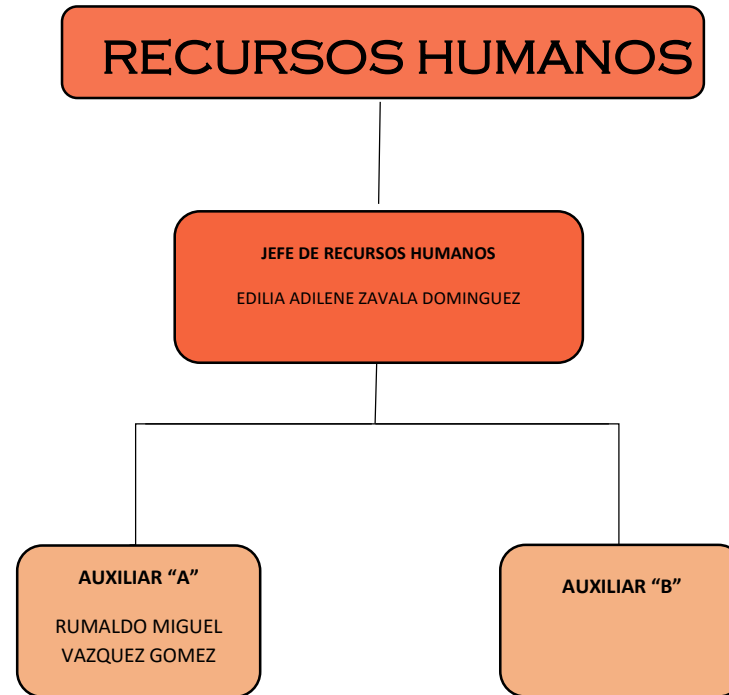 RECURSOS HUMANOS
JEFE DE RECURSOS HUMANOS
EDILIA ADILENE ZAVALA DOMINGUEZ
AUXILIAR “A”
RUMALDO MIGUEL
VAZQUEZ GOMEZ
AUXILIAR “B”